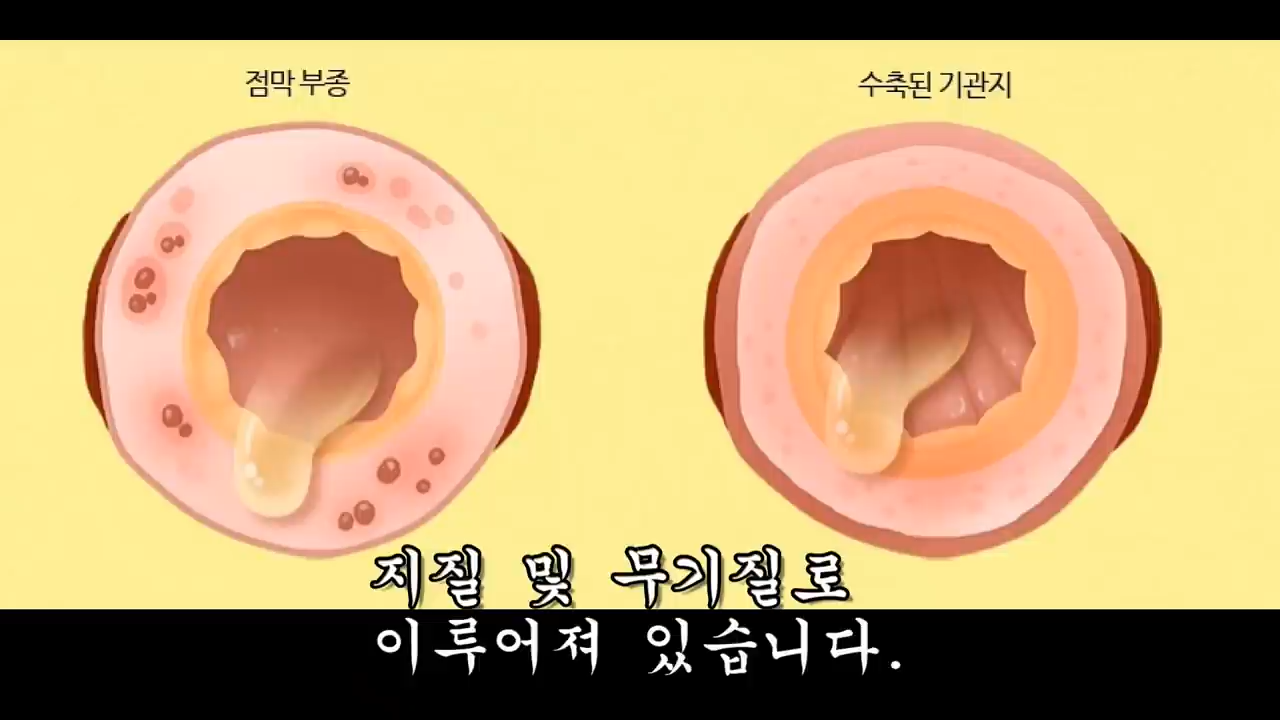 점막 부종
수축된 기관지
지질 및 무기질로
이루어져 있습니다.